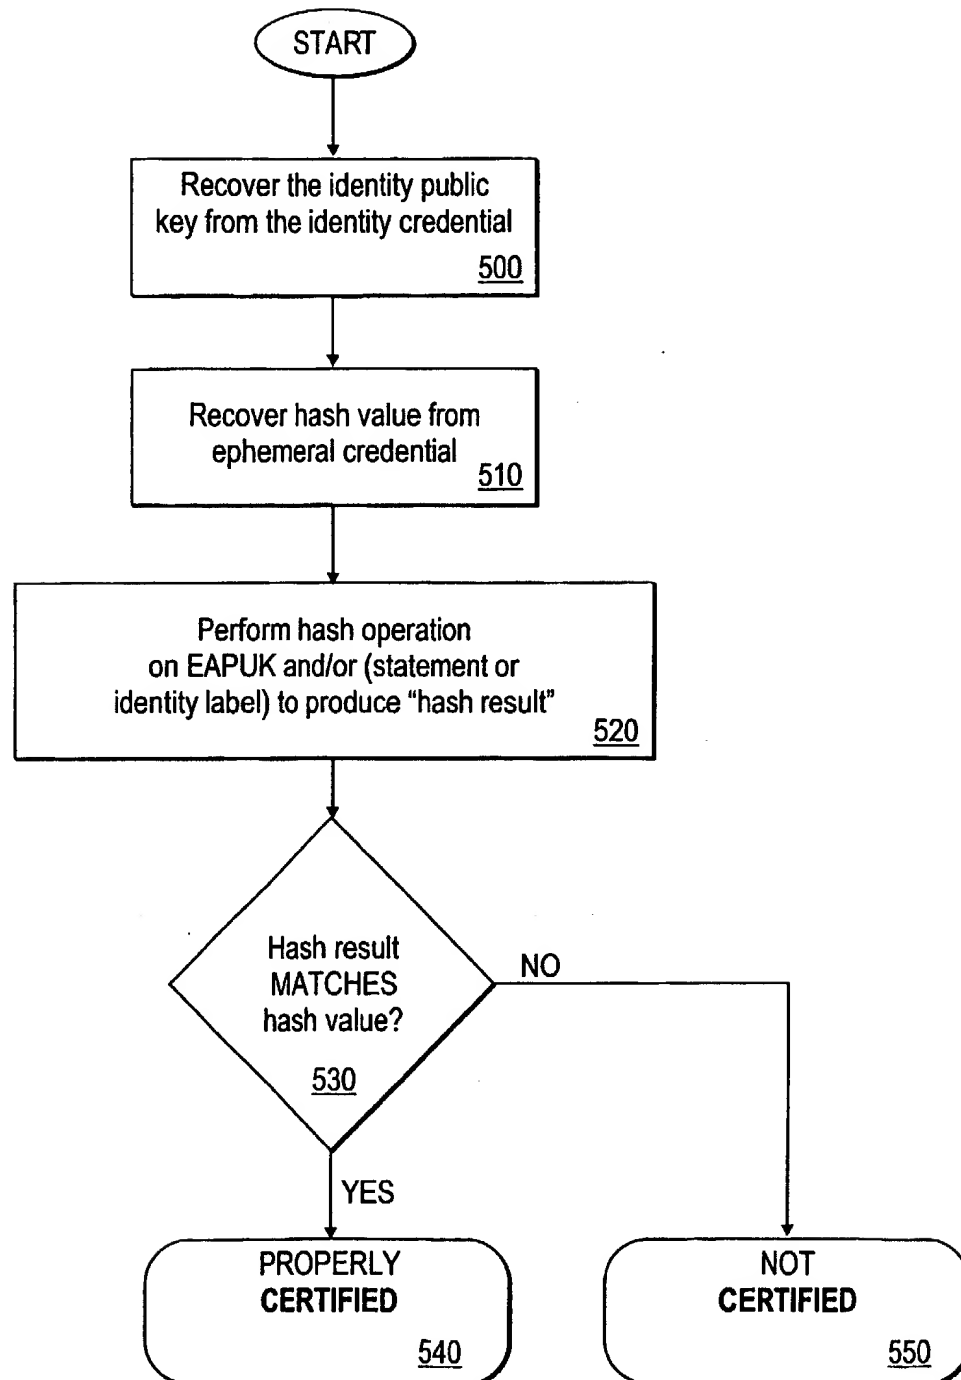 START
Recover the identity public
key from the identity credential
500
Recover hash value from
ephemeral credential
510
Perform hash operation
on EAPUK and/or (statement or
identity label) to produce “hash result”
520
Hash result
MATCHES
hash value?
530
NO
YES
PROPERLY
CERTIFIED
540
NOT
CERTIFIED
550